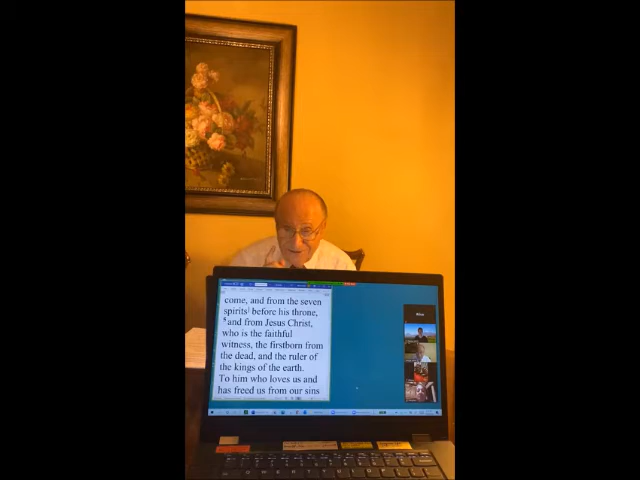 come, and from the seven
spirits before his throne,
and from Jesus Christ,
who is the faithful
witness, the firstborn from
the dead, and the ruler of
the kings of the earth.
To him who loves us and
has freed us from our sins